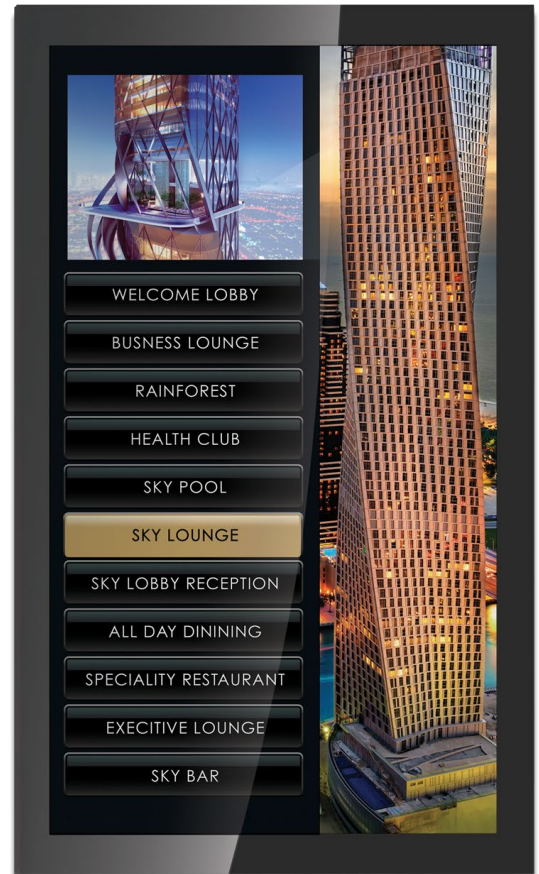 WELCOME LOBBY
BUSNESS LOUNGE
RAINFOREST
HEALTH CLUB
SKY POOL
SKY LOUNGE
SKY LOBBY RECEPTION
ALL DAY DININING
SPECIALITY RESTAURANT
EXECITIVE LOUNGE
SKY BAR